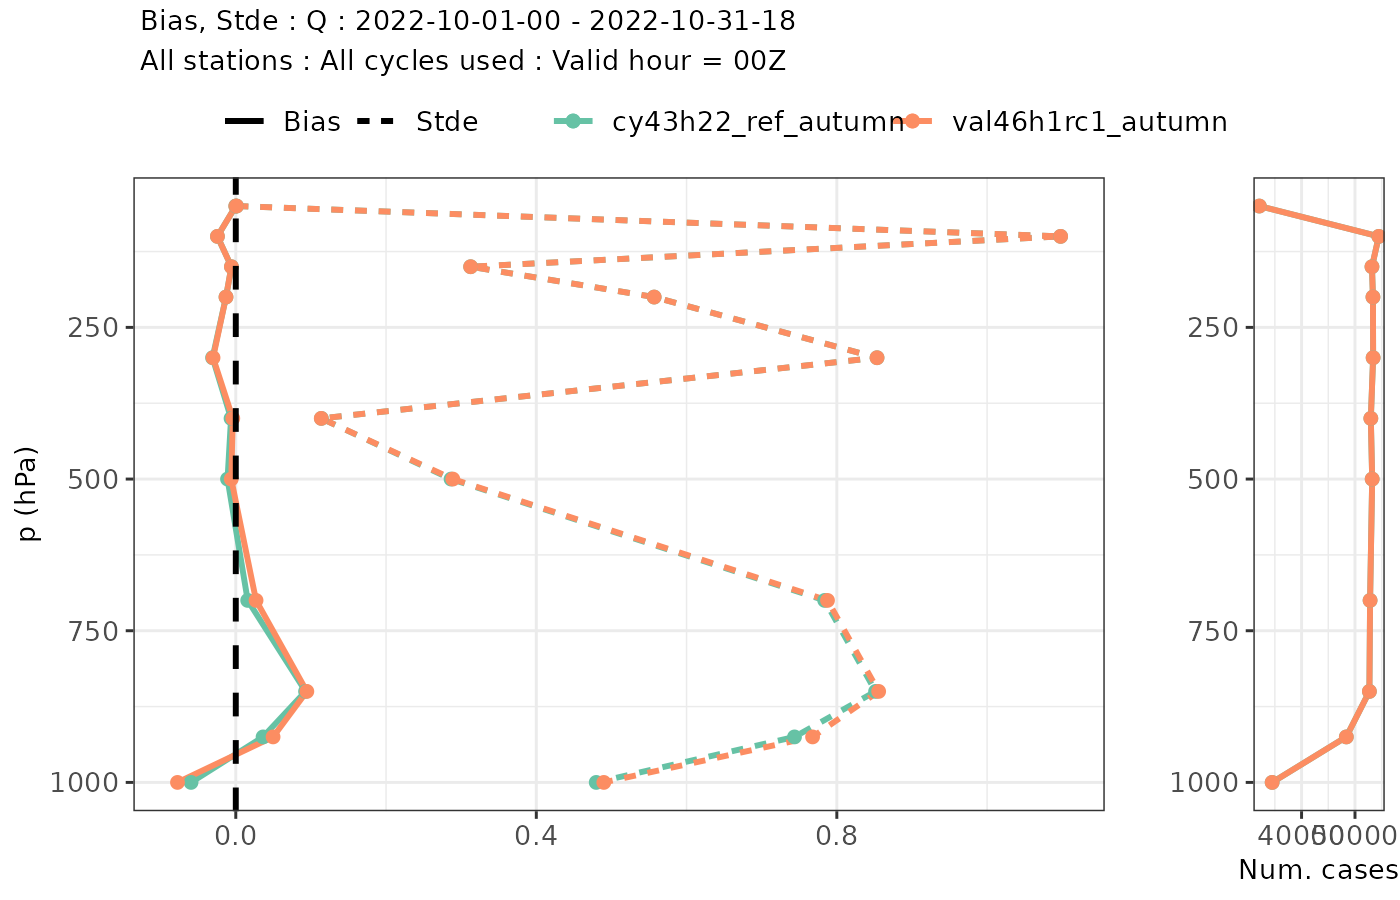 Bias, Stde : Q : 2022-10-01-00 - 2022-10-31-18
All stations : All cycles used : Valid hour = 00Z
Bias Stde cy43h22_ref_autumn val46h1rc1_autumn
p (hPa)
250
500
750
1000
0.0 0.4 0.8
250
500
750
1000
40000 50000
Num. cases